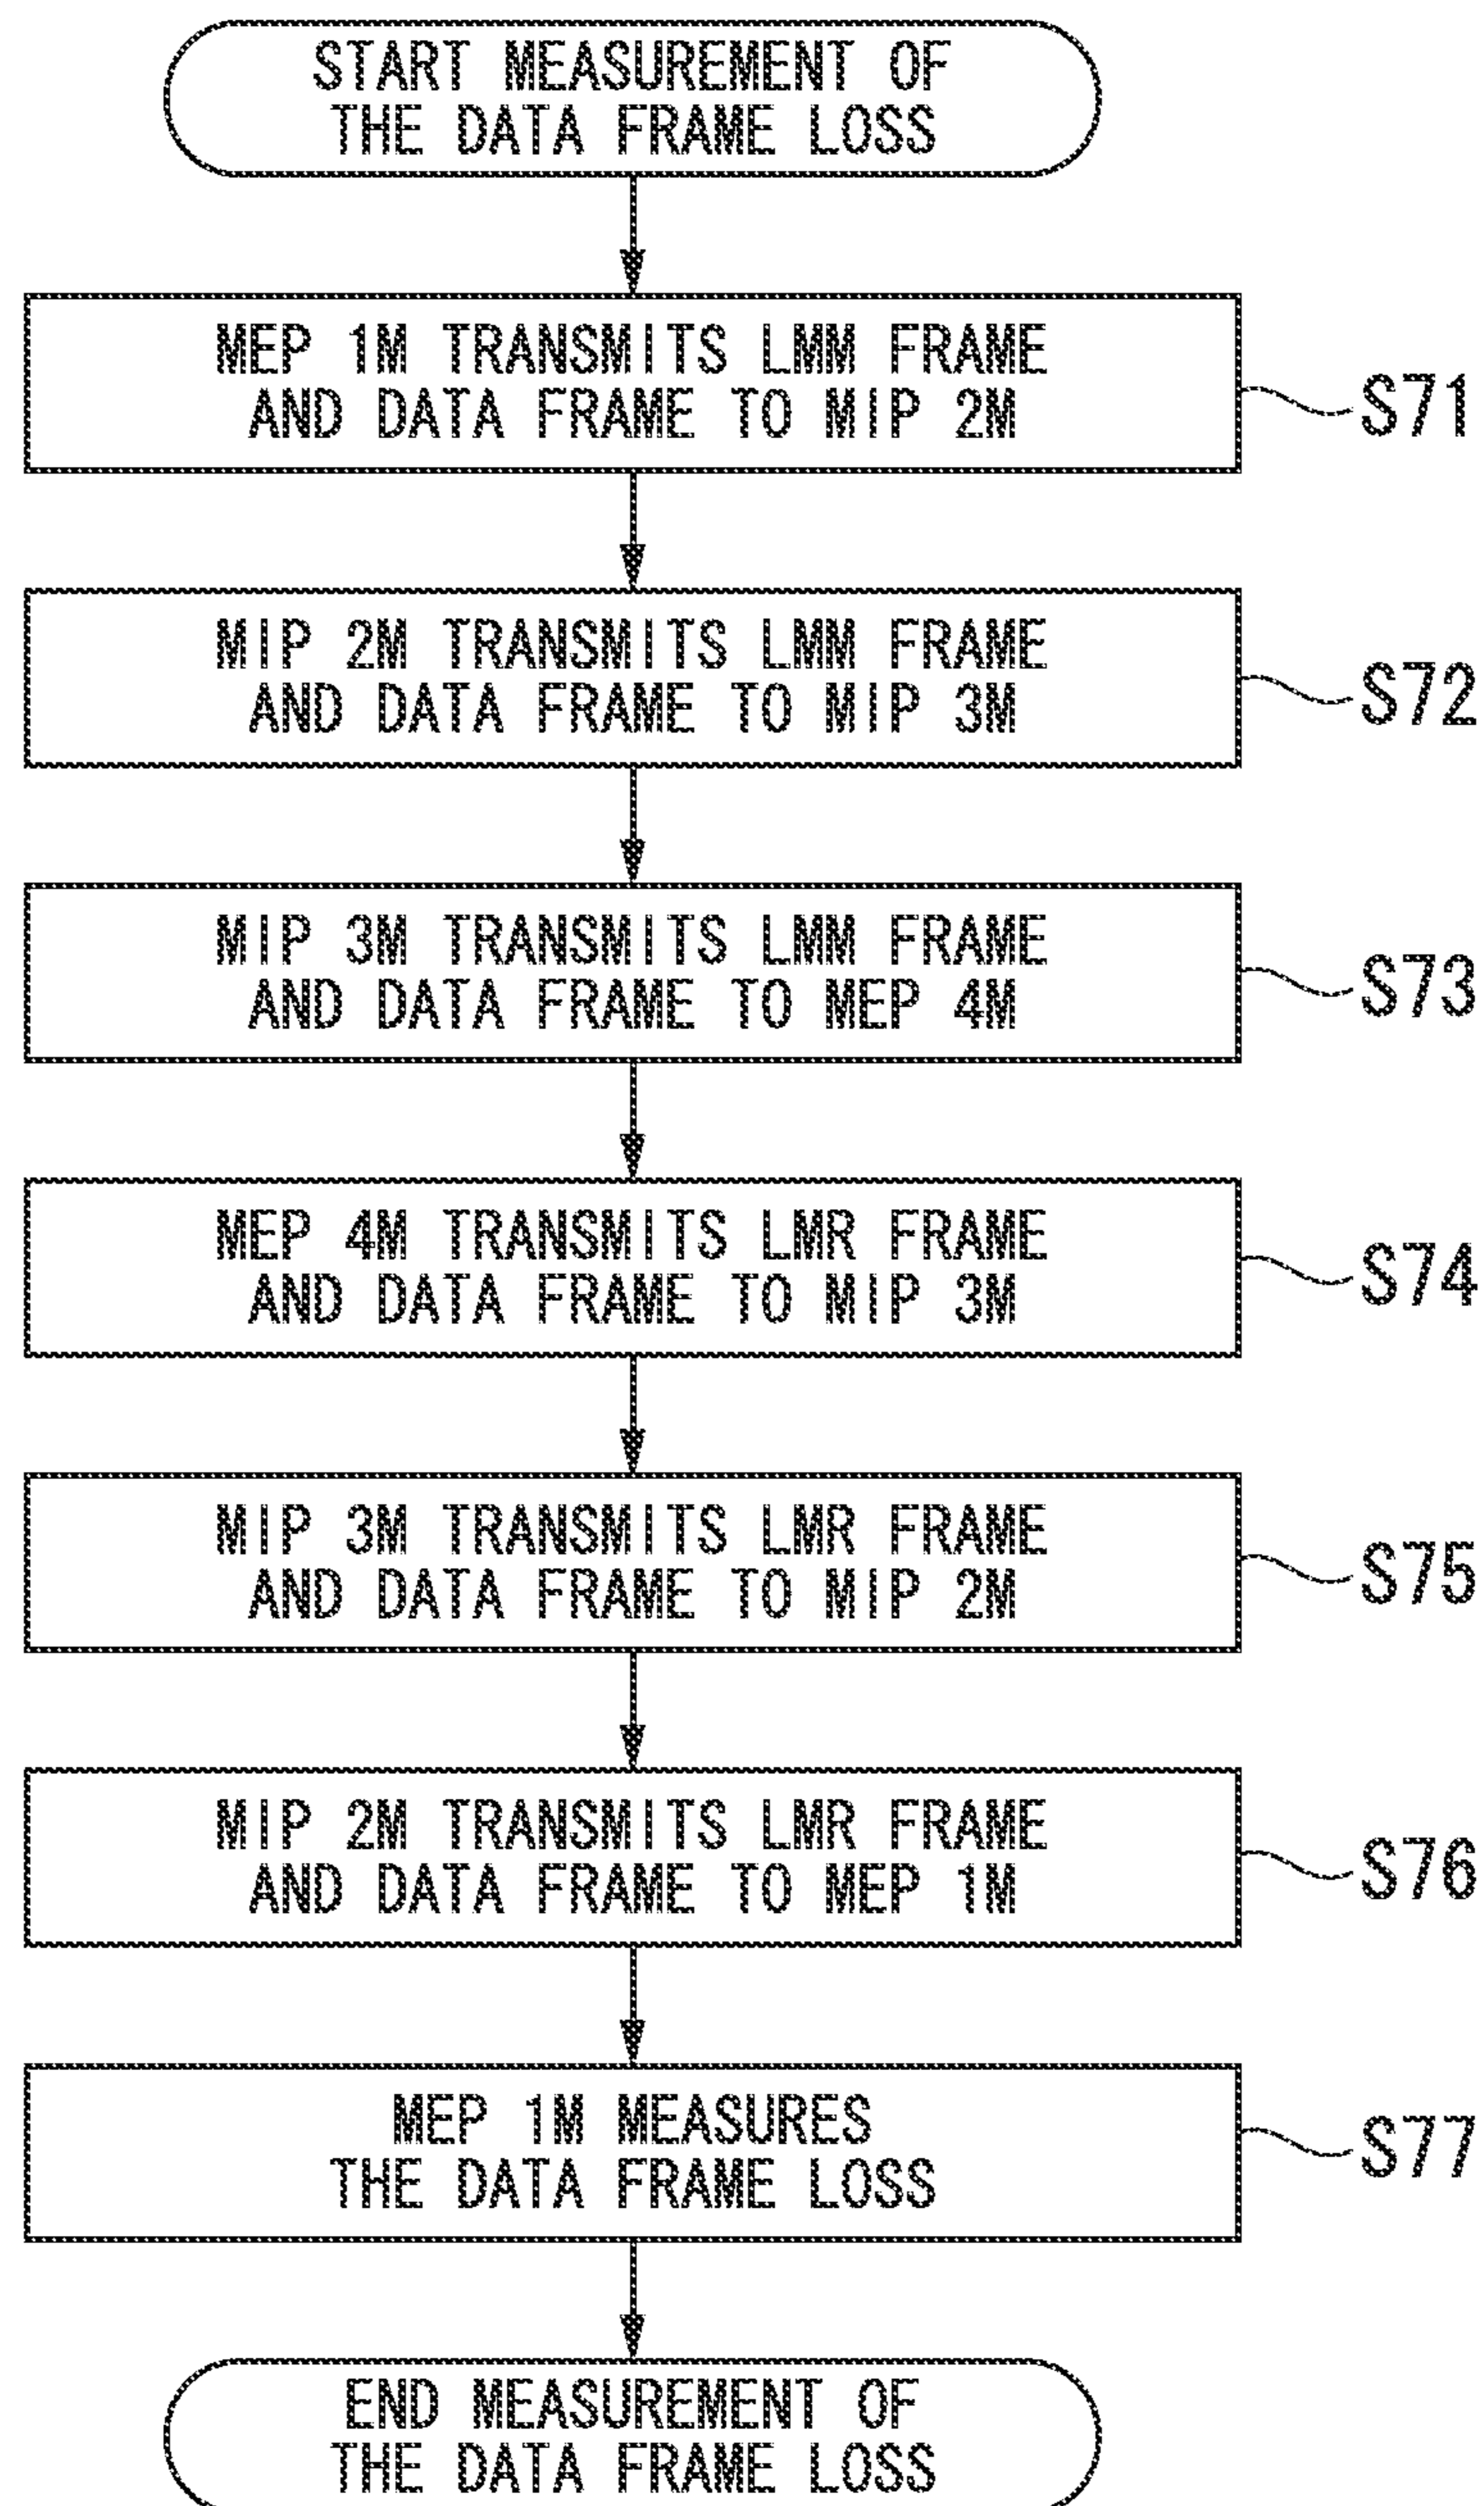 START MEASUREMENT OF
THE DATA FRAME LOSS
MEP 1M TRANSMITS LMM FRAME
AND DATA FRAME TO MIP 2M
S71
MIP 2M TRANSMITS LMM FRAME
AND DATA FRAME TO MIP 3M
S72
MIP 3M TRANSMITS LMM FRAME
AND DATA FRAME TO MEP 4M
S73
MEP 4M TRANSMITS LMR FRAME
AND DATA FRAME TO MIP 3M
S74
MIP 3M TRANSMITS LMR FRAME
AND DATA FRAME TO MIP 2M
S75
MIP 2M TRANSMITS LMR FRAME
AND DATA FRAME TO MEP 1M
S76
MEP 1M MEASURES
THE DATA FRAME LOSS
S77
END MEASUREMENT OF
THE DATA FRAME LOSS